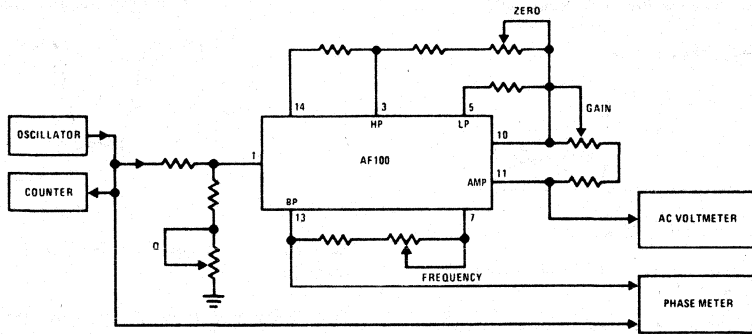 ZERO
14
3
5
HP
LP
GAIN
OSCILLATOR
10
1
AF100
COUNTER
11
AMP
BP
13
7
Q
AC VOLTMETER
FREQUENCY
PHASE METER